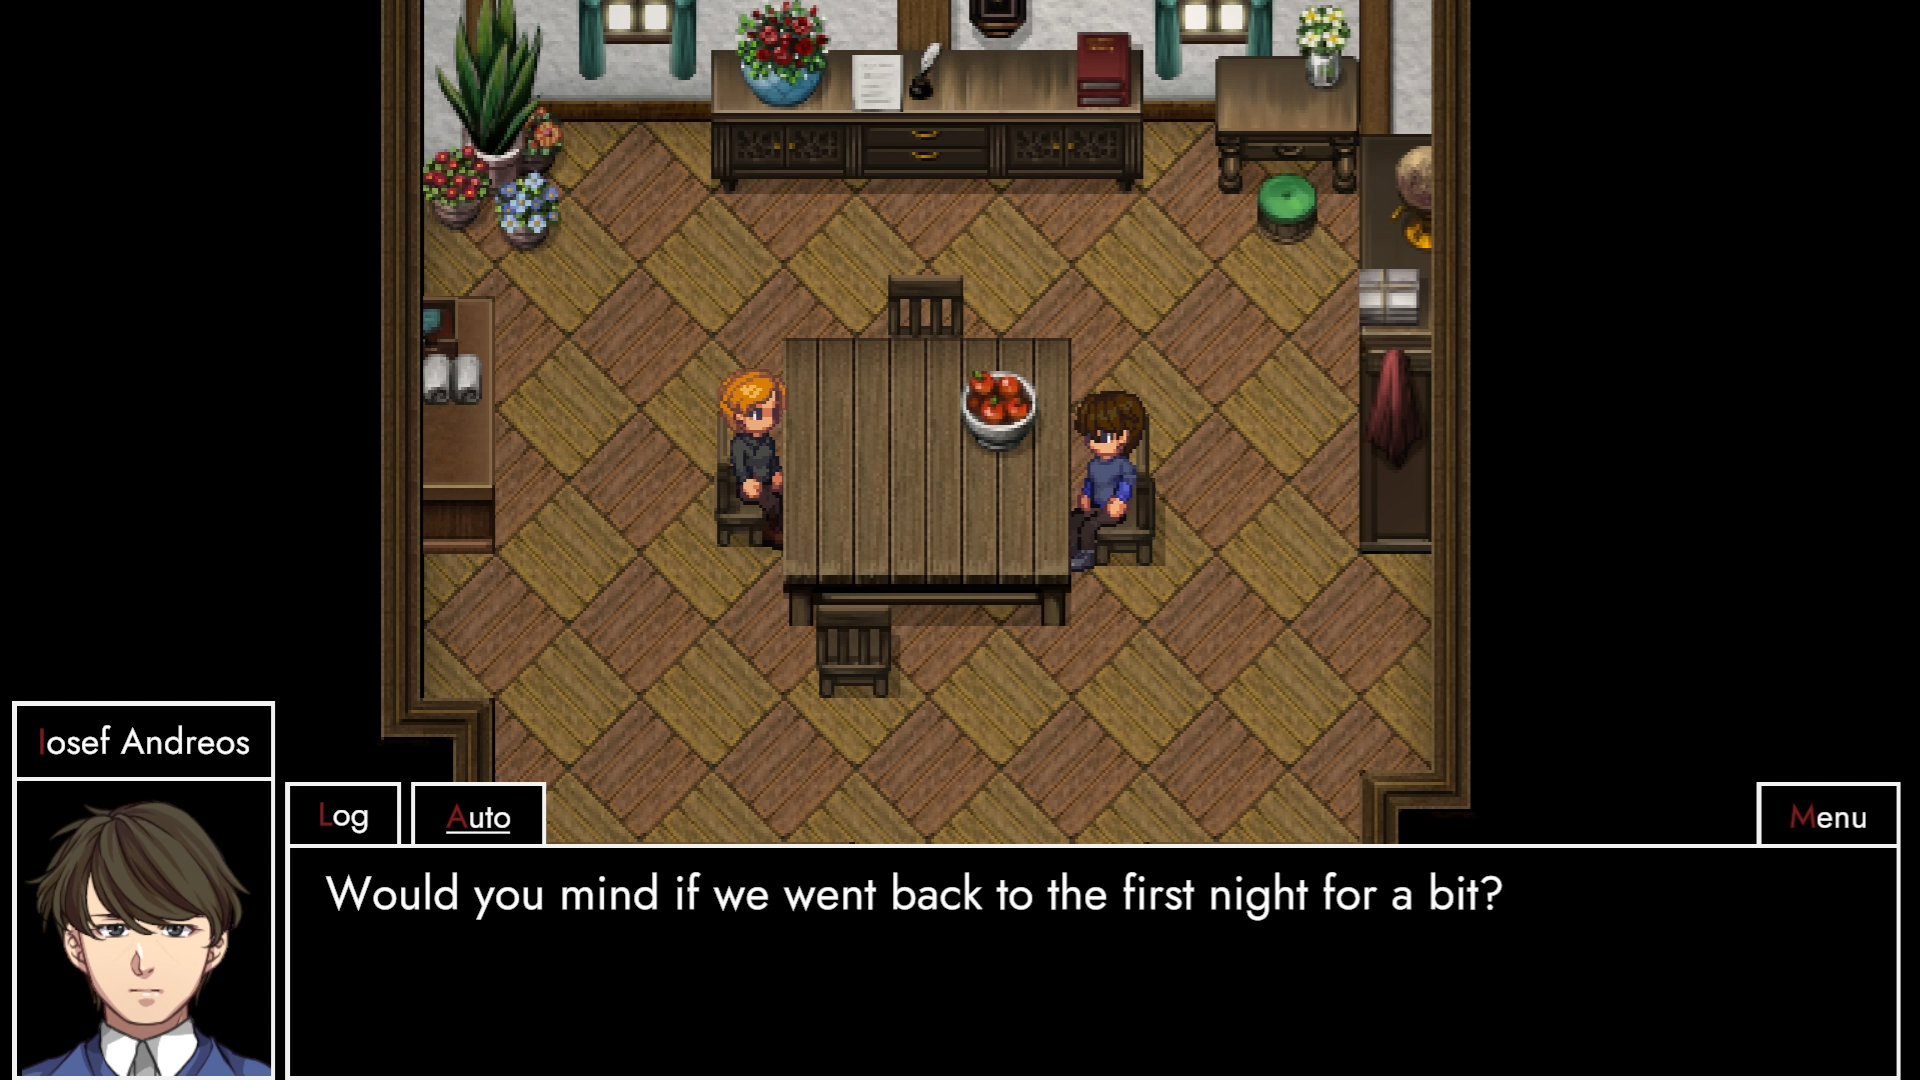 Iosef Andreos
Log
Auto
Menu
Would you mind if we went back to the first night for a bit?